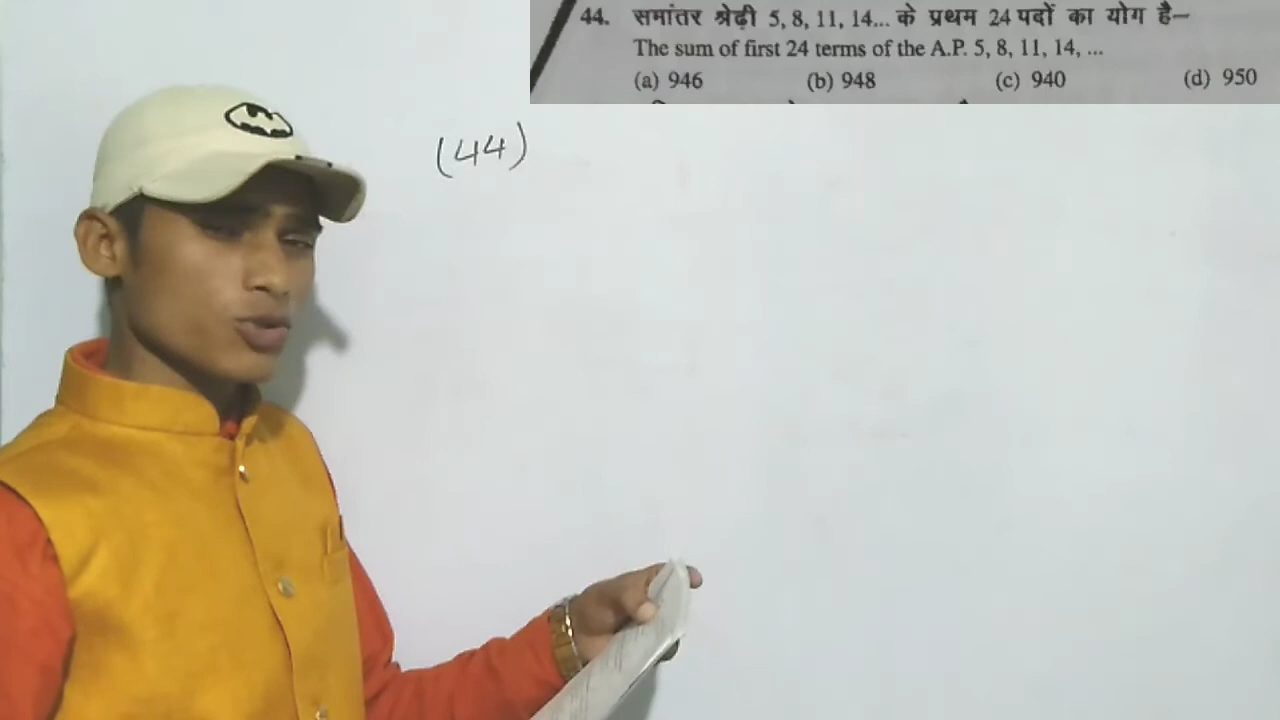 44. समांतर श्रेढ़ी 5, 8, 11, 14... के प्रथम 24 पदों का योग है–
The sum of first 24 terms of the A.P. 5, 8, 11, 14, ...
(a) 946 (b) 948 (c) 940 (d) 950
(44)